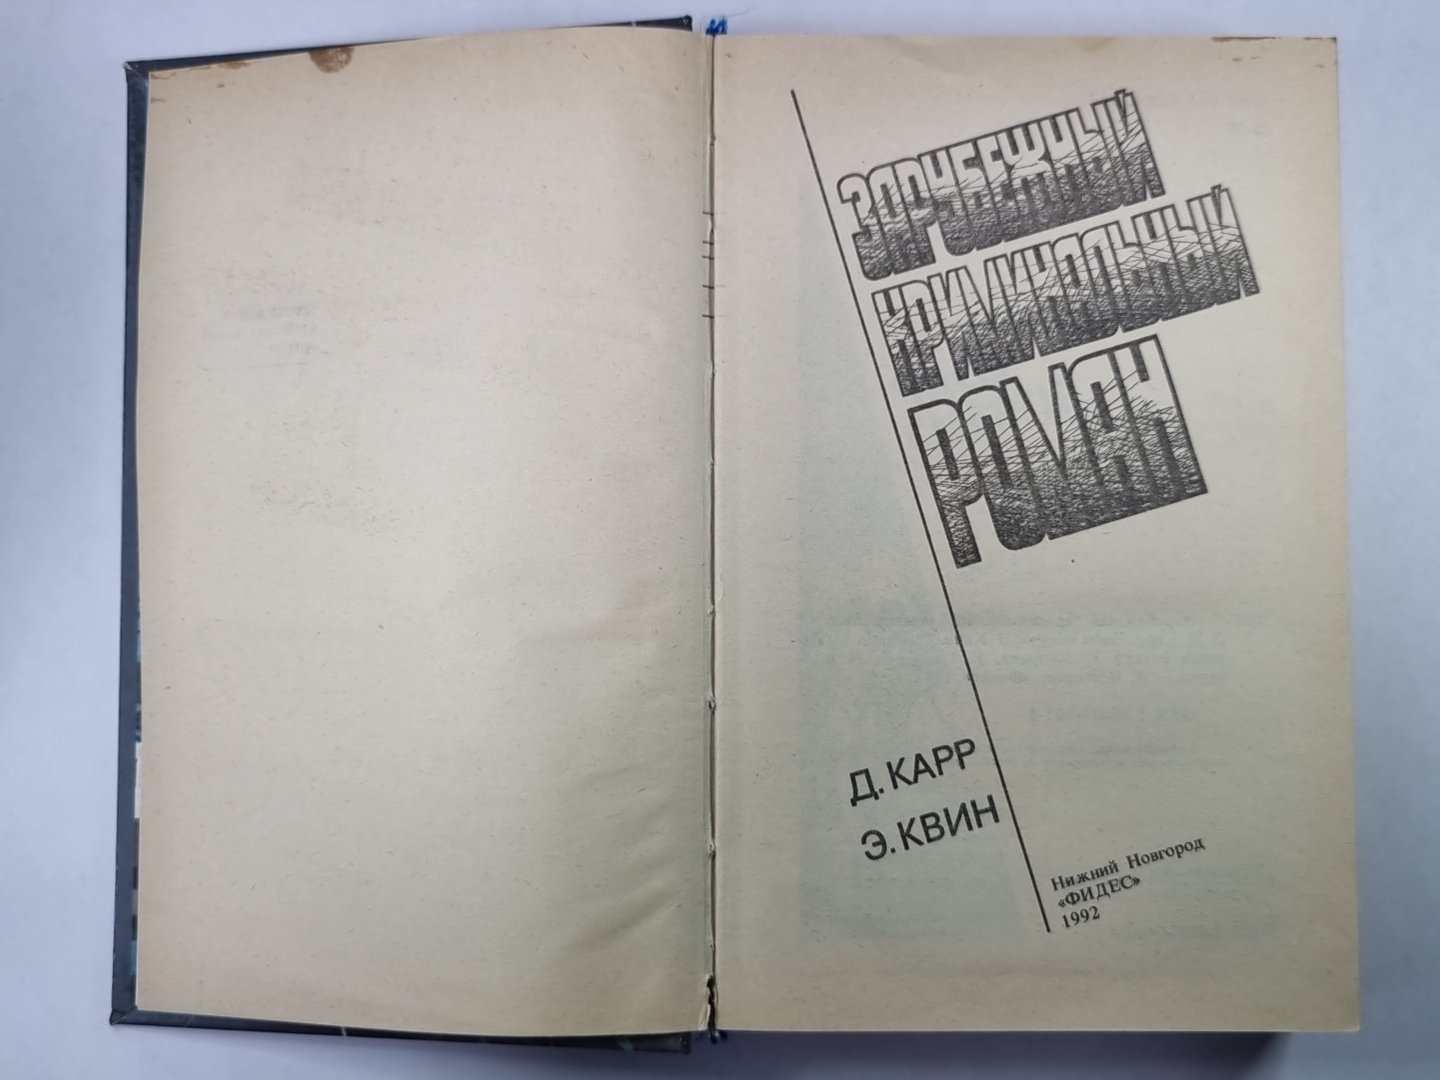 ЗАРУБЕЖНЫЙ
КРИМИНАЛЬНЫЙ
РОМАН
Д. КАРР
Э. КВИН
Нижний Новгород
«ФИДЕС»
1992